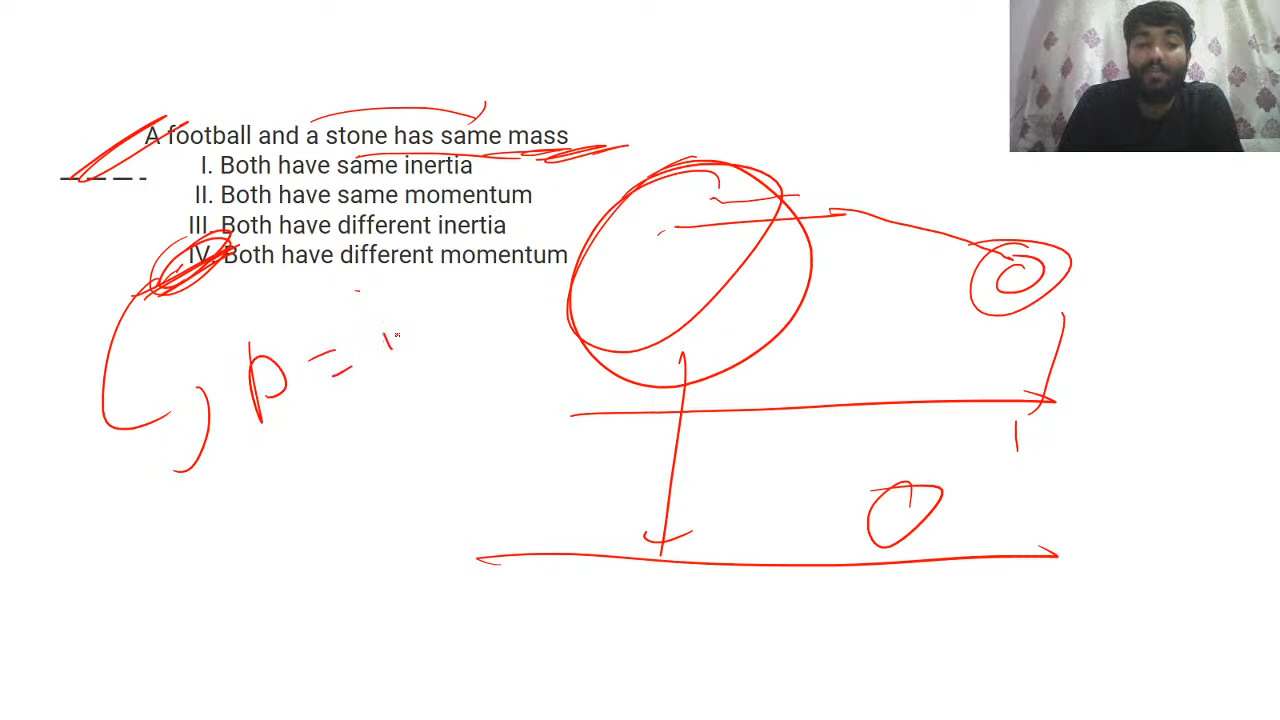 A football and a stone has same mass
I. Both have same inertia
II. Both have same momentum
III. Both have different inertia
IV. Both have different momentum
p =